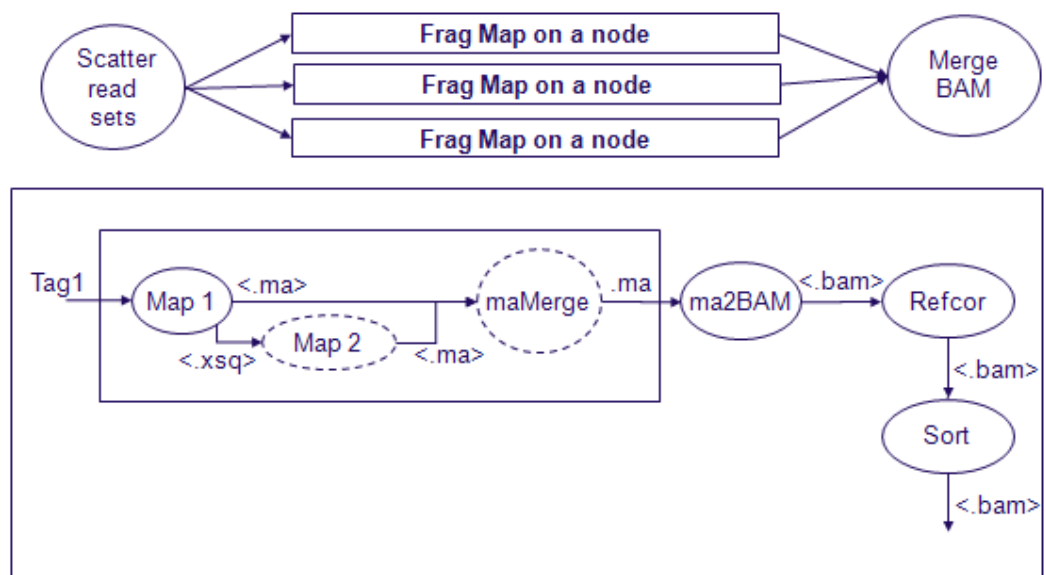 Scatter
read
sets
Frag Map on a node
Frag Map on a node
Frag Map on a node
Merge
BAM
Tag1
Map 1
<.ma>
<.xsq>
Map 2
<.ma>
maMerge
.ma
ma2BAM
<.bam>
Refcor
<.bam>
Sort
<.bam>